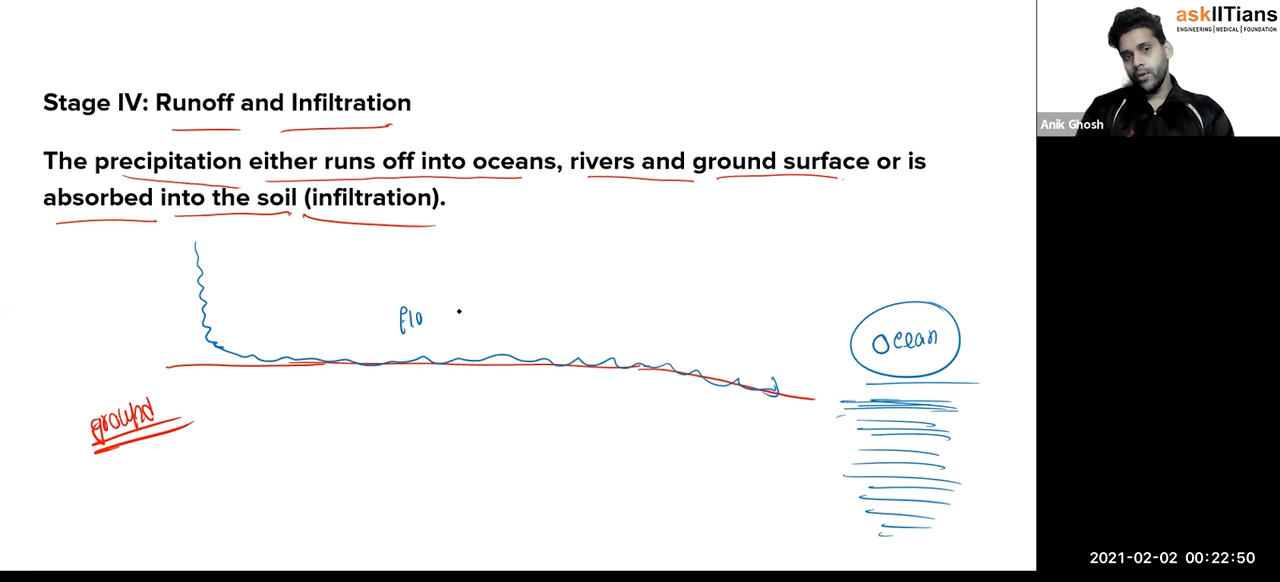 askIITians
ENGINEERING | MEDICAL | FOUNDATION
Anik Ghosh
Stage IV: Runoff and Infiltration
The precipitation either runs off into oceans, rivers and ground surface or is
absorbed into the soil (infiltration).
flo
Ocean
ground
2021-02-02 00:22:50